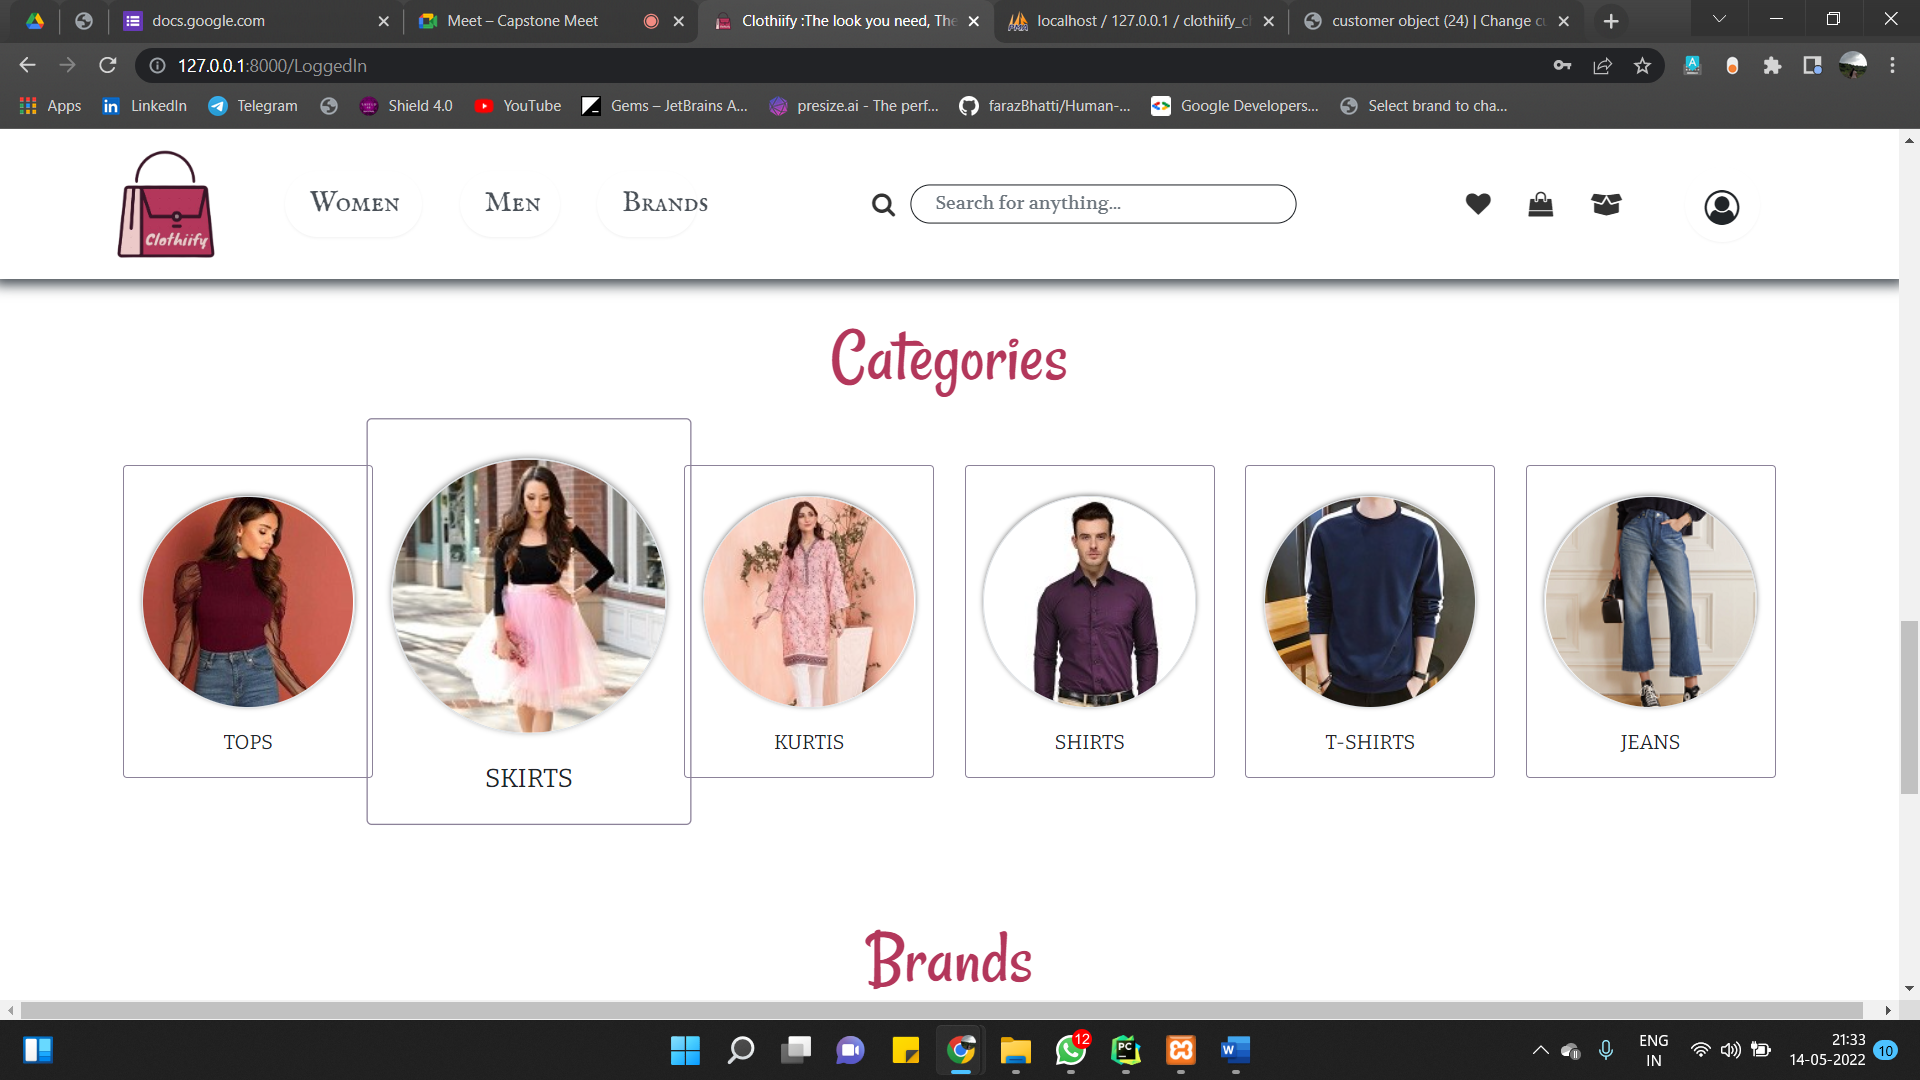 docs.google.com
Meet – Capstone Meet
Clothiify :The look you need, The
localhost / 127.0.0.1 / clothiify_cl
customer object (24) | Change cu
127.0.0.1:8000/LoggedIn
Apps
LinkedIn
Telegram
Shield 4.0
YouTube
Gems – JetBrains A...
presize.ai - The perf...
farazBhatti/Human-...
Google Developers...
Select brand to cha...
Clothiify
Women
Men
Brands
Search for anything...
Categories
TOPS
SKIRTS
KURTIS
SHIRTS
T-SHIRTS
JEANS
Brands
12
PC
W
ENG
IN
21:33
14-05-2022
10